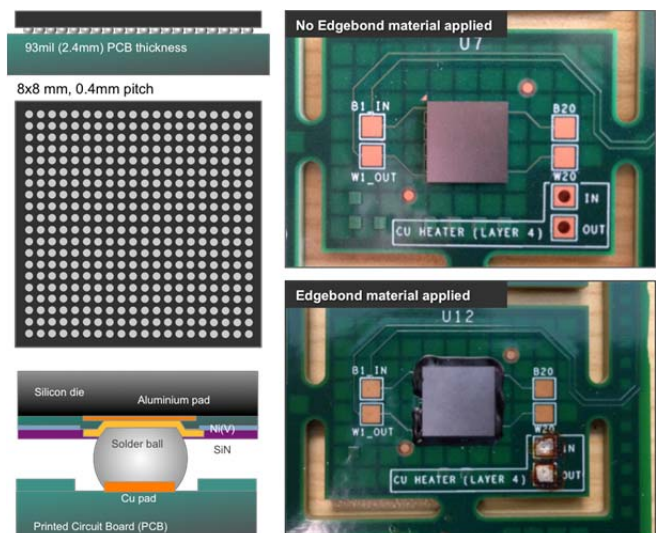 93mil (2.4mm) PCB thickness
8x8 mm, 0.4mm pitch
Silicon die
Aluminium pad
Ni(V)
Solder ball
SiN
Cu pad
Printed Circuit Board (PCB)
No Edgebond material applied
U7
B1_IN
B20
W1_OUT
W20
IN
CU HEATER (LAYER 4)
OUT
Edgebond material applied
U12
B1_IN
B20
W1_OUT
W20
IN
CU HEATER (LAYER 4)
OUT